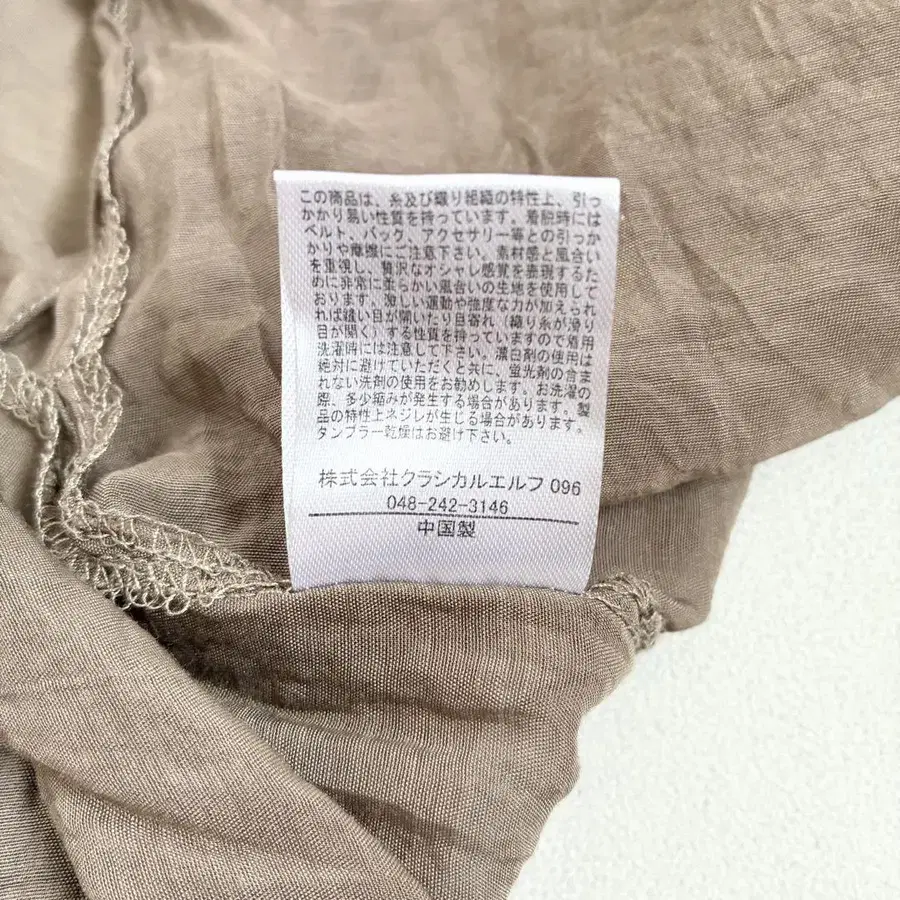 この商品は、糸及び織り組織の特性上、引っ
かかり易い性質を持っています。着脱時には
ベルト、バック、アクセサリー等との引っか
かりや摩擦にご注意下さい。素材感と風合い
を重視し、贅沢なオシャレ感覚を表現するた
めに非常に柔らかい風合いの生地を使用して
おります。激しい運動や強度な力が加えられ
れば縫い目が開いたり目寄れ（織り糸が滑り
目が開く）する性質を持っていますので着用
洗濯時には注意して下さい。漂白剤の使用は
絶対に避けていただくと共に、蛍光剤の含ま
れない洗剤の使用をお勧めします。お洗濯の
際、多少縮みが発生する場合があります。製
品の特性上ネジレが生じる場合があります。
タンブラー乾燥はお避け下さい。
株式会社クラシカルエルフ 096
048-242-3146
中国製